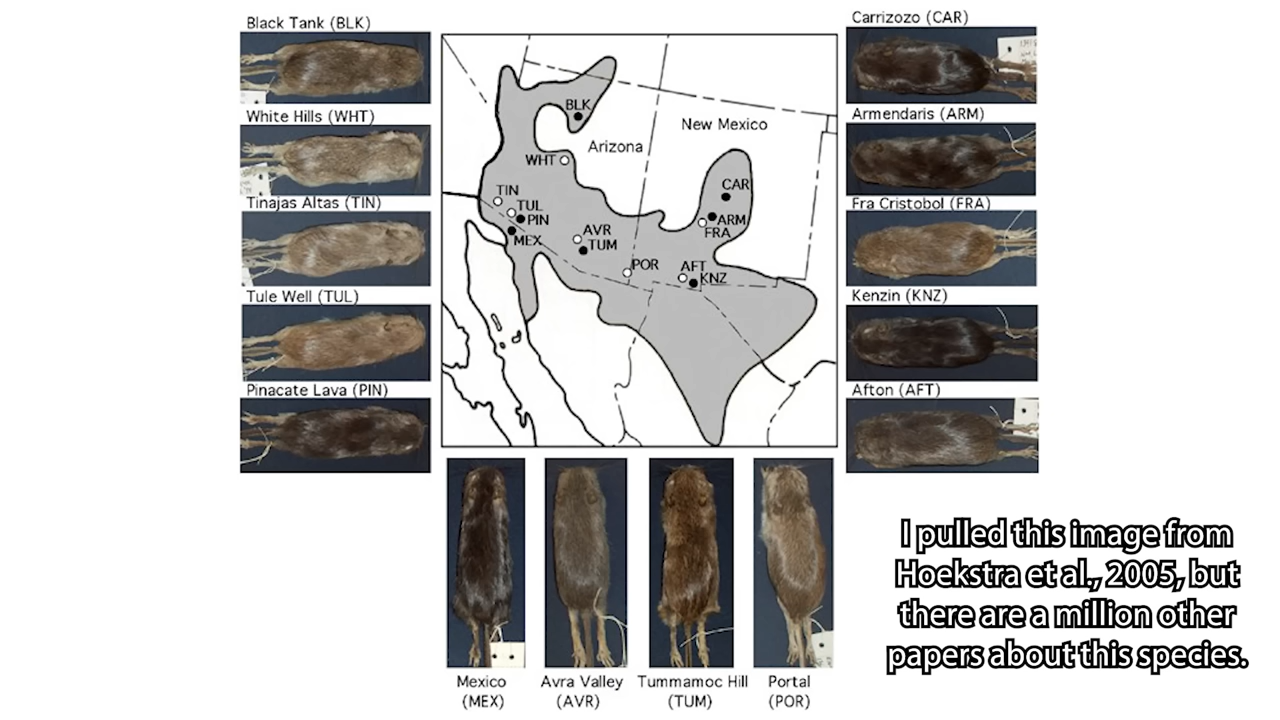 Black Tank (BLK)
White Hills (WHT)
Tinajas Altas (TIN)
Tule Well (TUL)
Pinacate Lava (PIN)
BLK
New Mexico
Arizona
WHT
TIN
TUL
PIN
MEX
AVR
TUM
POR
CAR
ARM
FRA
AFT
KNZ
Carrizozo (CAR)
Armendaris (ARM)
Fra Cristobol (FRA)
Kenzin (KNZ)
Afton (AFT)
Mexico
(MEX)
Avra Valley
(AVR)
Tummamoc Hill
(TUM)
Portal
(POR)
I pulled this image from
Hoekstra et al., 2005, but
there are a million other
papers about this species.